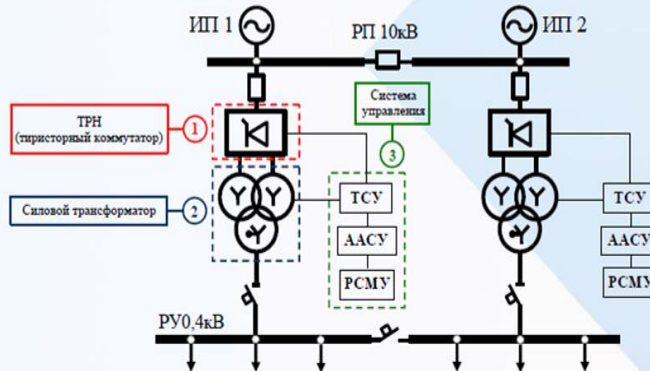 ИП 1
РП 10кВ
ИП 2
ТРН
(тиристорный коммутатор)
1
Система
управления
3
Силовой трансформатор
2
ТСУ
ААСУ
РСМУ
ТСУ
ААСУ
РСМУ
РУ0,4кВ